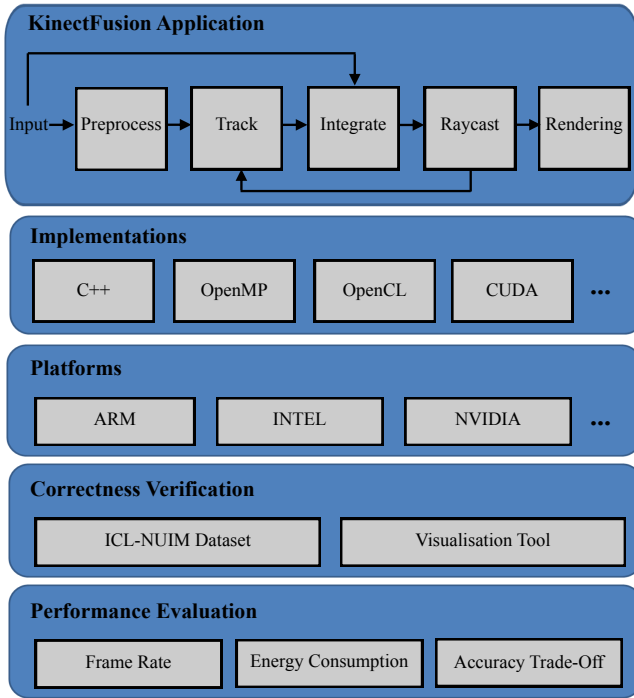 KinectFusion Application
Input
Preprocess
Track
Integrate
Raycast
Rendering
Implementations
C++
OpenMP
OpenCL
CUDA
...
Platforms
ARM
INTEL
NVIDIA
...
Correctness Verification
ICL-NUIM Dataset
Visualisation Tool
Performance Evaluation
Frame Rate
Energy Consumption
Accuracy Trade-Off